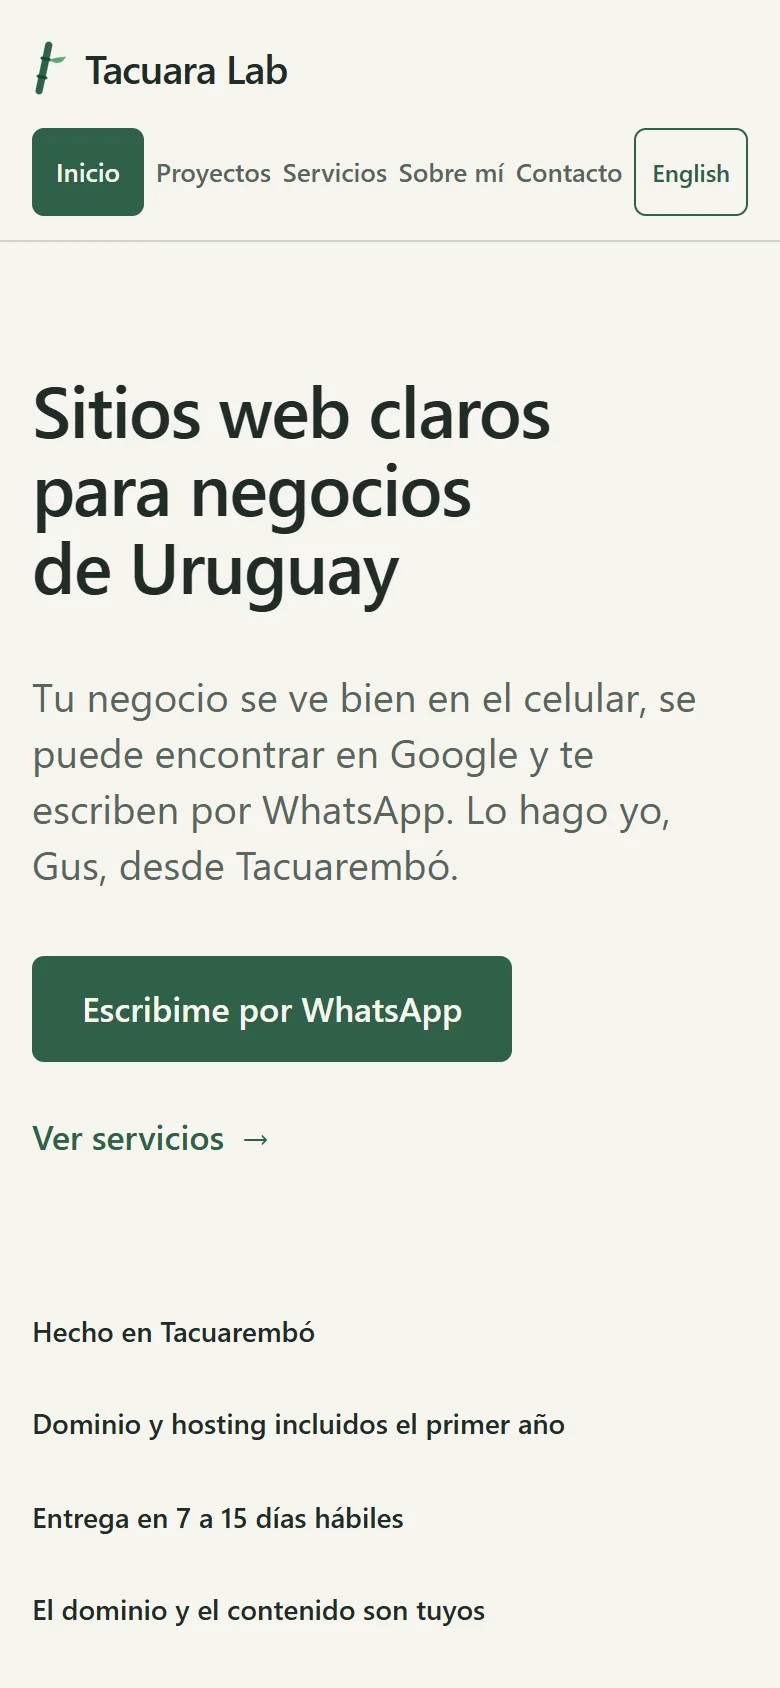 Tacuara Lab
Inicio Proyectos Servicios Sobre mí Contacto English
Sitios web claros
para negocios
de Uruguay
Tu negocio se ve bien en el celular, se
puede encontrar en Google y te
escriben por WhatsApp. Lo hago yo,
Gus, desde Tacuarembó.
Escribime por WhatsApp
Ver servicios →
Hecho en Tacuarembó
Dominio y hosting incluidos el primer año
Entrega en 7 a 15 días hábiles
El dominio y el contenido son tuyos